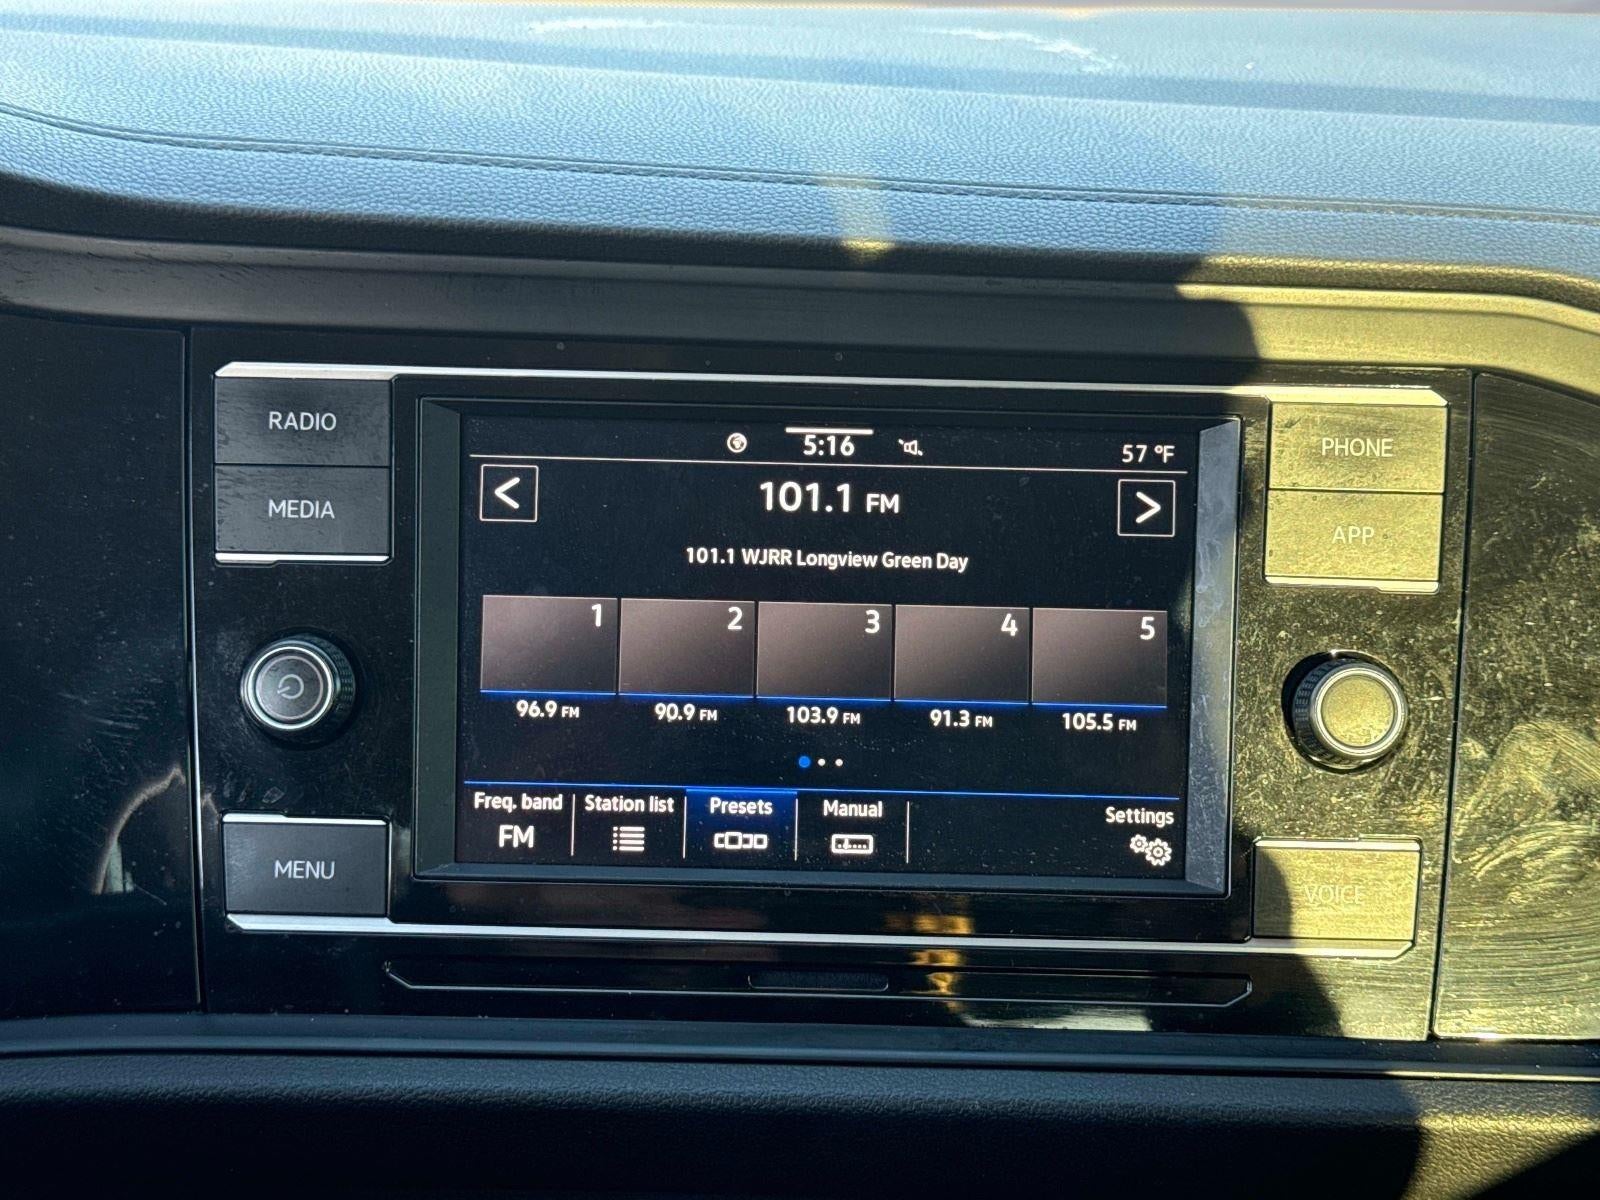 RADIO
MEDIA
MENU
5:16
57 °F
<
101.1 FM
>
101.1 WJRR Longview Green Day
1
2
3
4
5
96.9 FM
90.9 FM
103.9 FM
91.3 FM
105.5 FM
Freq. band
FM
Station list
Presets
Manual
Settings
PHONE
APP
VOICE